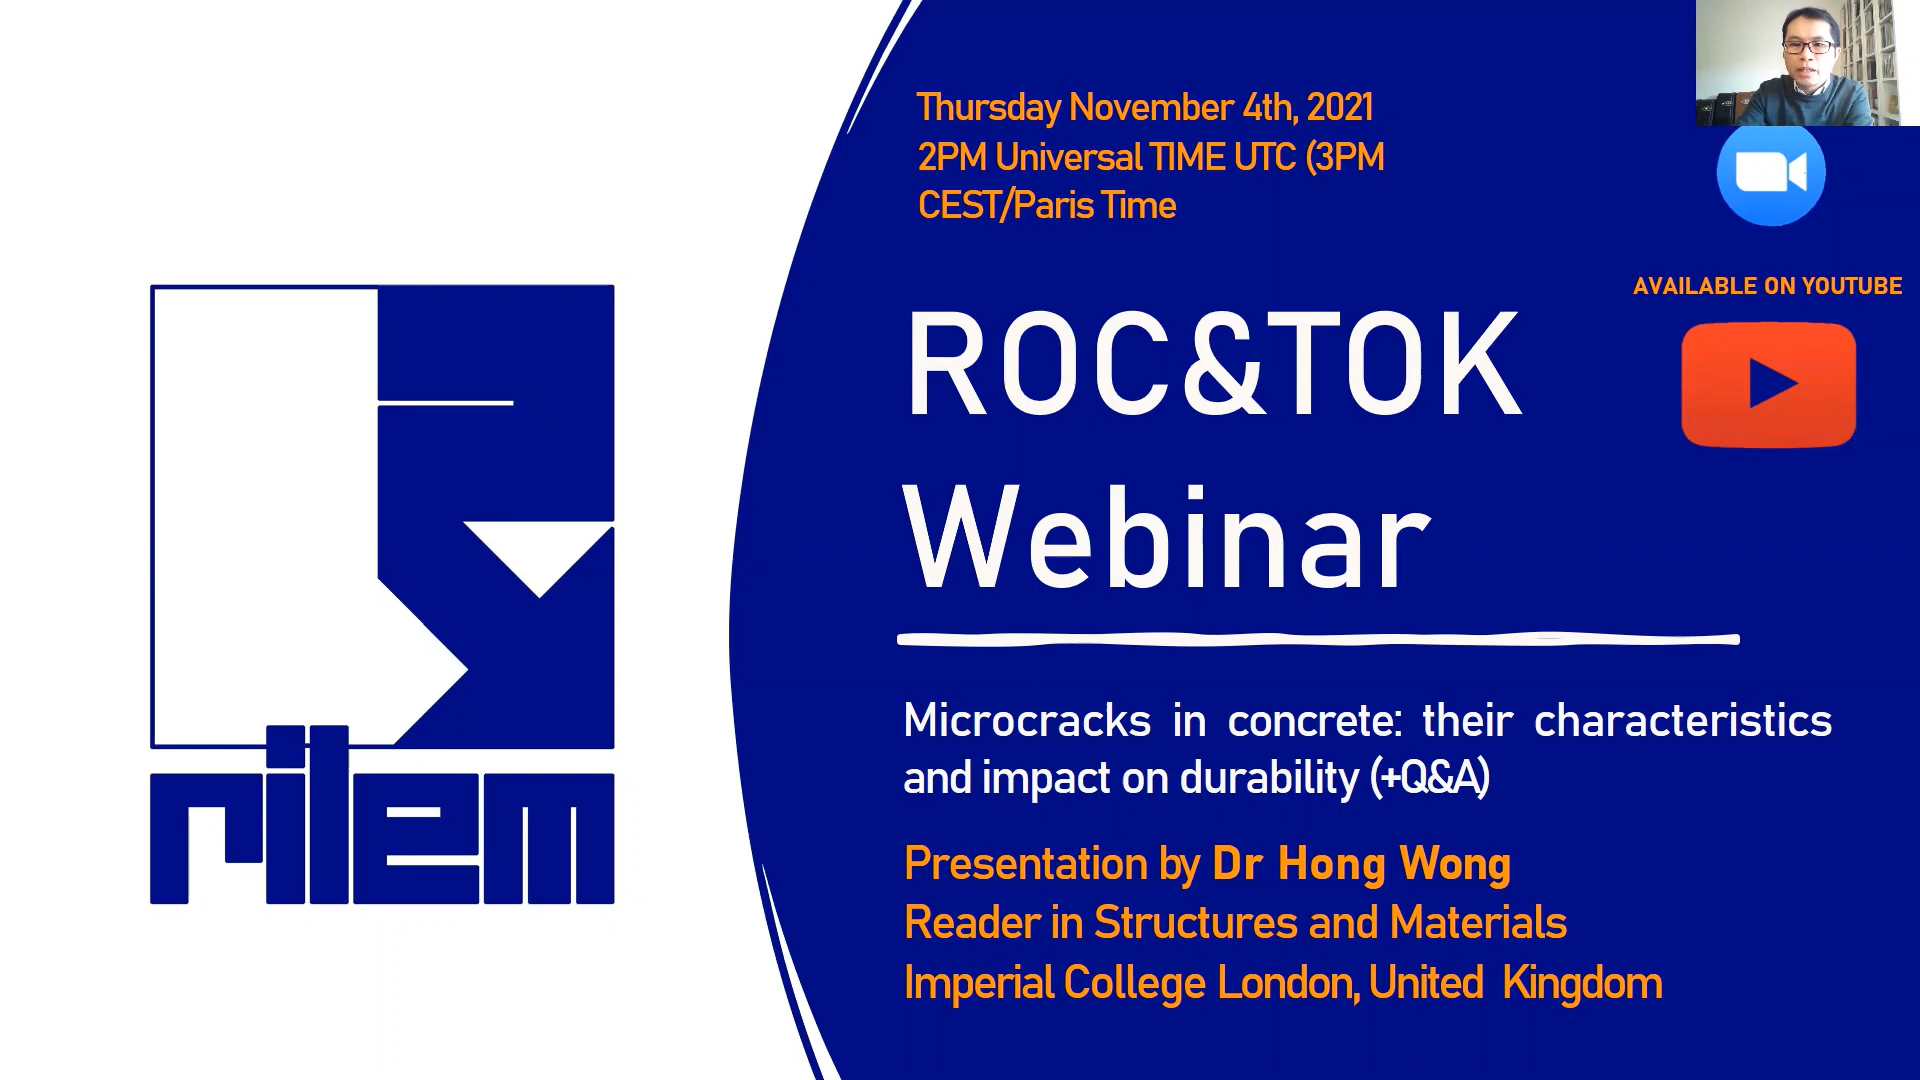 Thursday November 4th, 2021
2PM Universal TIME UTC (3PM
CEST/Paris Time
AVAILABLE ON YOUTUBE
ROC&TOK
Webinar
Microcracks in concrete: their characteristics
and impact on durability (+Q&A)
Presentation by Dr Hong Wong
Reader in Structures and Materials
Imperial College London, United Kingdom
rilem